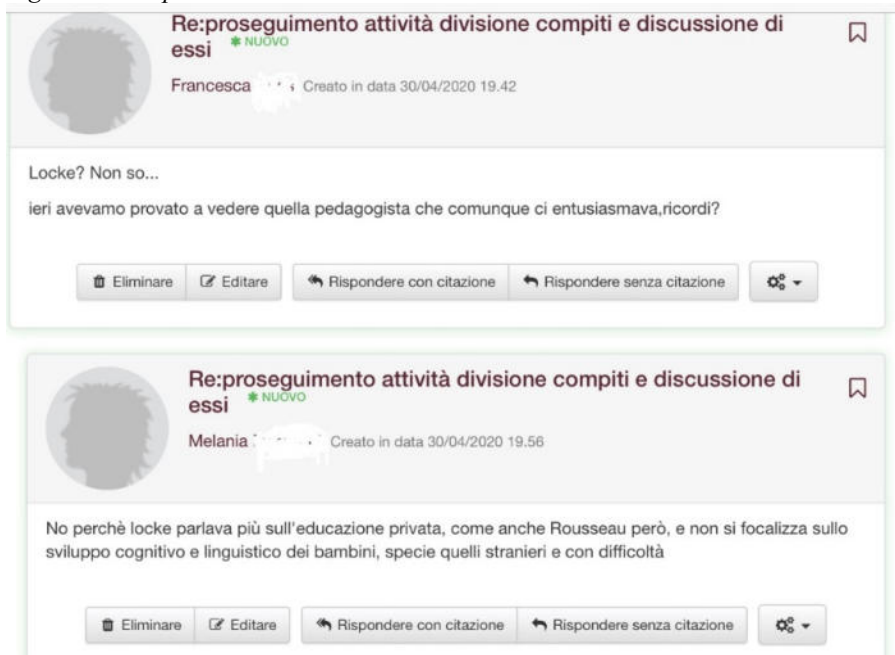 Re:proseguimento attività divisione compiti e discussione di
essi ✱ NUOVO
Francesca Creato in data 30/04/2020 19.42
Locke? Non so...
ieri avevamo provato a vedere quella pedagogista che comunque ci entusiasmava,ricordi?
Eliminare Editare Rispondere con citazione Rispondere senza citazione
Re:proseguimento attività divisione compiti e discussione di
essi ✱ NUOVO
Melania Creato in data 30/04/2020 19.56
No perchè locke parlava più sull'educazione privata, come anche Rousseau però, e non si focalizza sullo
sviluppo cognitivo e linguistico dei bambini, specie quelli stranieri e con difficoltà
Eliminare Editare Rispondere con citazione Rispondere senza citazione